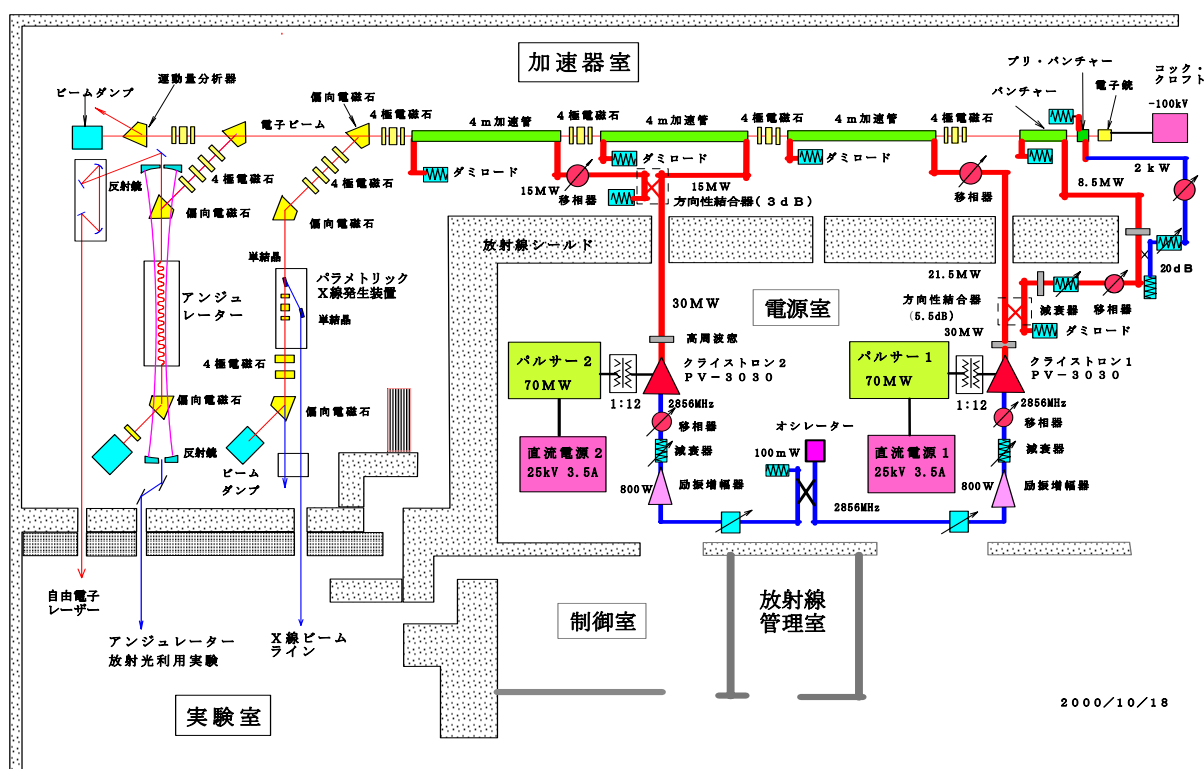 加速器室
プリ・バンチャー
コック・
クロフト
バンチャー
電子銃
-100kV
運動量分析器
ビームダンプ
偏向電磁石
電子ビーム
4極電磁石
4m加速管
4極電磁石
4m加速管
4極電磁石
4m加速管
4極電磁石
反射鏡
4極電磁石
4極電磁石
偏向電磁石
偏向電磁石
ダミロード
15MW
移相器
ダミロード
15MW
方向性結合器(3dB)
ダミロード
移相器
8.5MW
2kW
20dB
放射線シールド
単結晶
パラメトリック
X線発生装置
単結晶
アンジュ
レーター
4極電磁石
偏向電磁石
偏向電磁石
反射鏡
ビーム
ダンプ
30MW
電源室
21.5MW
方向性結合器
(5.5dB)
30MW
減衰器
移相器
ダミロード
高周波窓
パルサー2
70MW
1:12
クライストロン2
PV-3030
2856MHz
移相器
減衰器
直流電源2
25kV 3.5A
800W
励振増幅器
オシレーター
100mW
2856MHz
パルサー1
70MW
1:12
クライストロン1
PV-3030
2856MHz
移相器
減衰器
直流電源1
25kV 3.5A
800W
励振増幅器
自由電子
レーザー
アンジュレーター
放射光利用実験
X線ビーム
ライン
制御室
放射線
管理室
実験室
2000/10/18